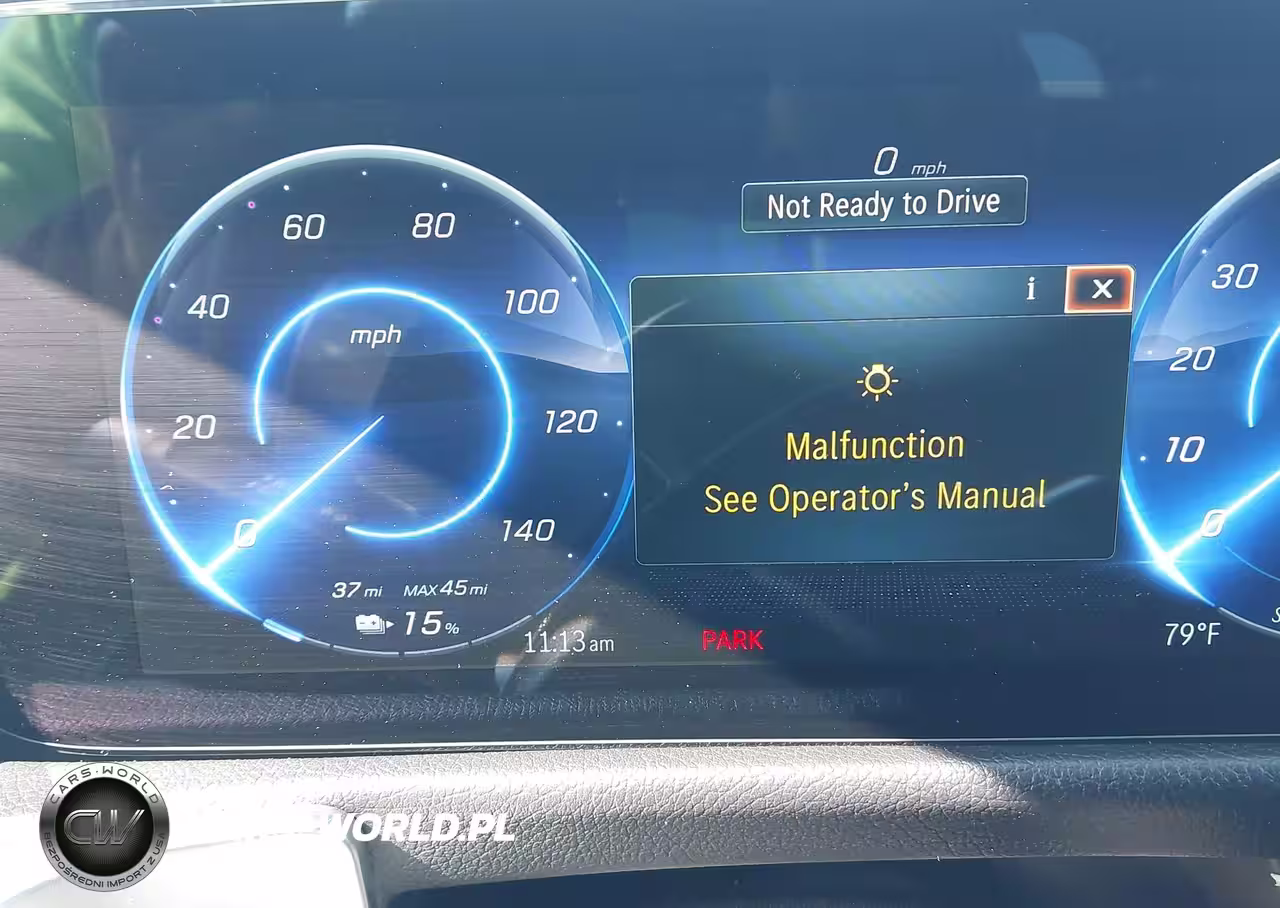 0 mph
Not Ready to Drive
i X
Malfunction
See Operator's Manual
60 80
40 100
mph
20 120
0 140
37 mi MAX 45 mi
15 %
11:13 am
PARK
30
20
10
0
79°F
CARS·WORLD
CW
BEZPOŚREDNI IMPORT Z USA
WORLD.PL